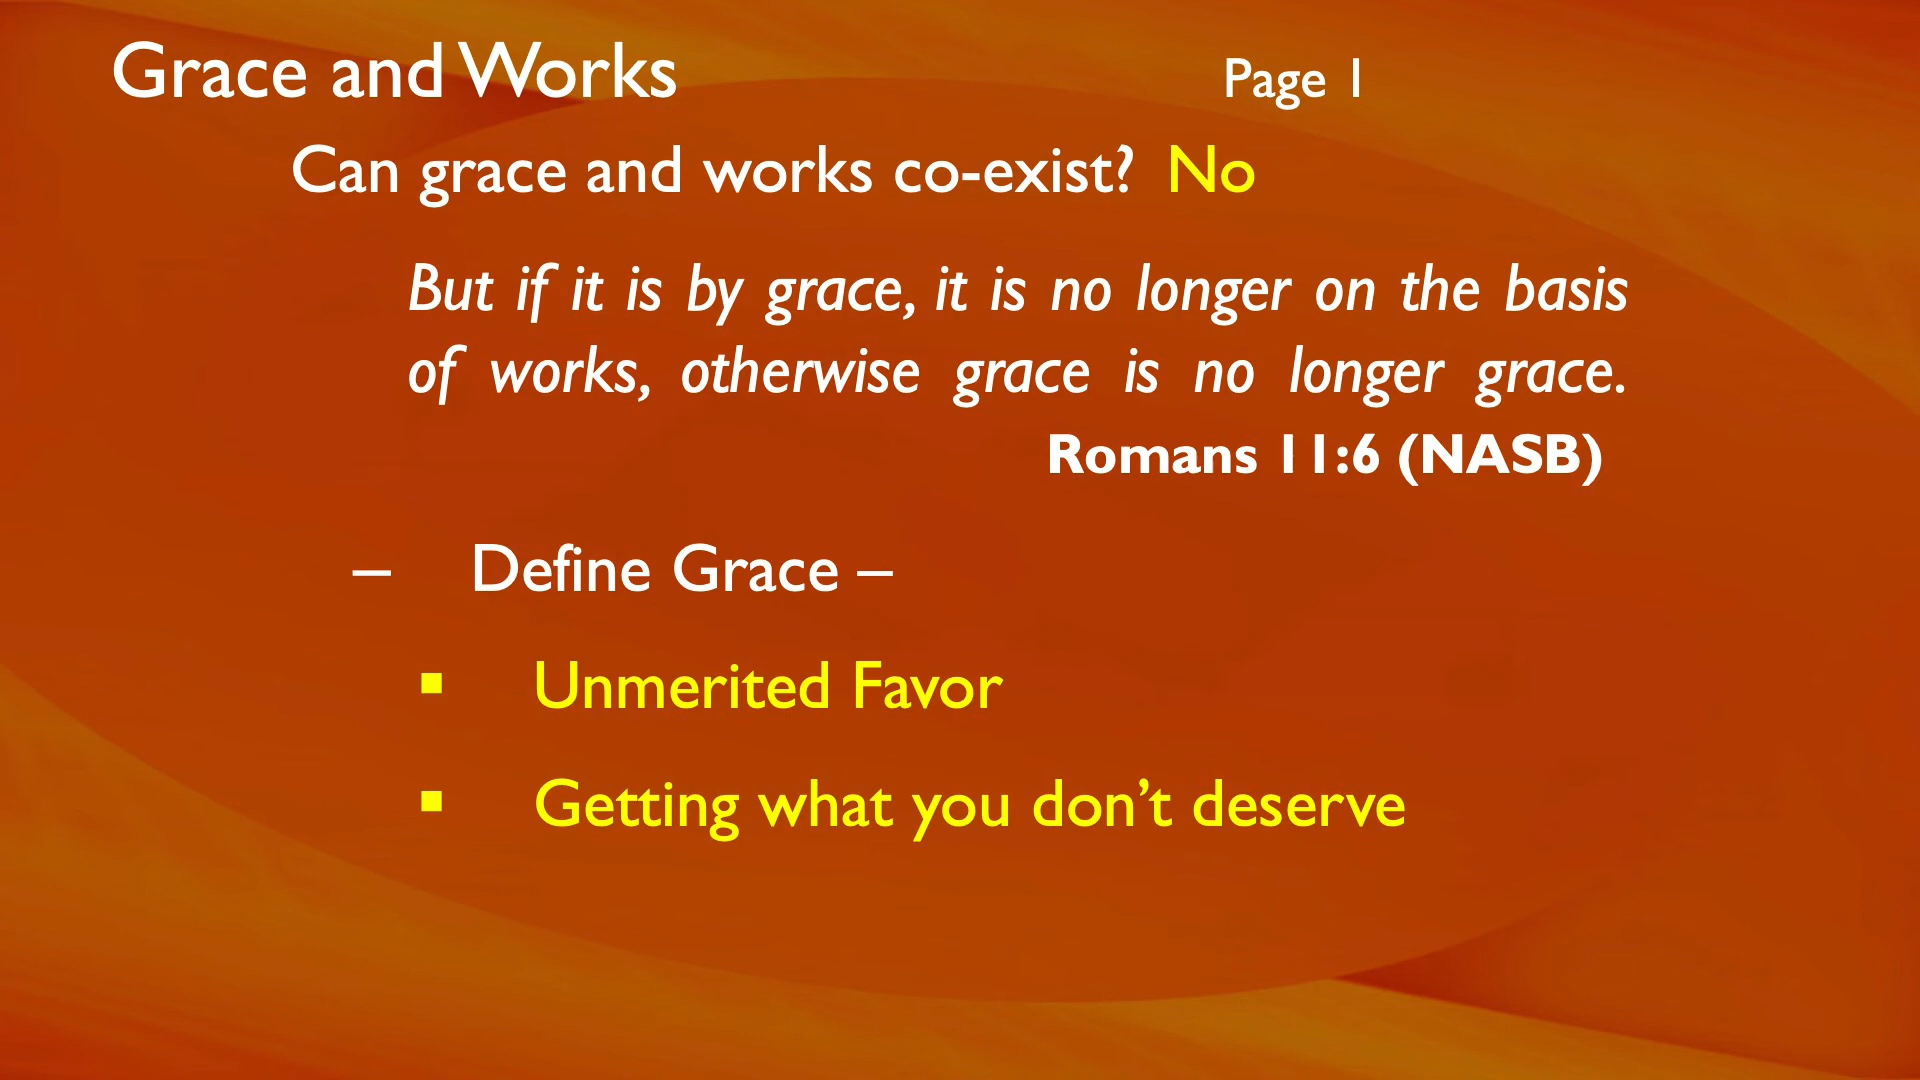 Grace and Works Page 1
Can grace and works co-exist? No
But if it is by grace, it is no longer on the basis
of works, otherwise grace is no longer grace.
Romans 11:6 (NASB)
– Define Grace –
▪ Unmerited Favor
▪ Getting what you don’t deserve